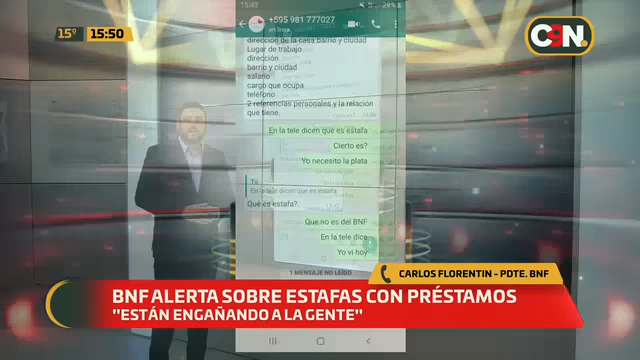 15º
15:50
15:49
26%
C9N.
+595 981 777027
en línea
dirección de la casa barrio y ciudad
Lugar de trabajo
dirección
barrio y ciudad
salario
cargo que ocupa
teléfono
2 referencias personales y la relación
que tiene.
En la tele dicen que es estafa
Cierto es?
Yo necesito la plata
Tú
En la tele dicen que es estafa
Que es estafa?
Que no es del BNF
En la tele dice
Yo vi hoy
1 MENSAJE NO LEÍDO
CARLOS FLORENTIN - PDTE. BNF
BNF ALERTA SOBRE ESTAFAS CON PRÉSTAMOS
"ESTÁN ENGAÑANDO A LA GENTE"